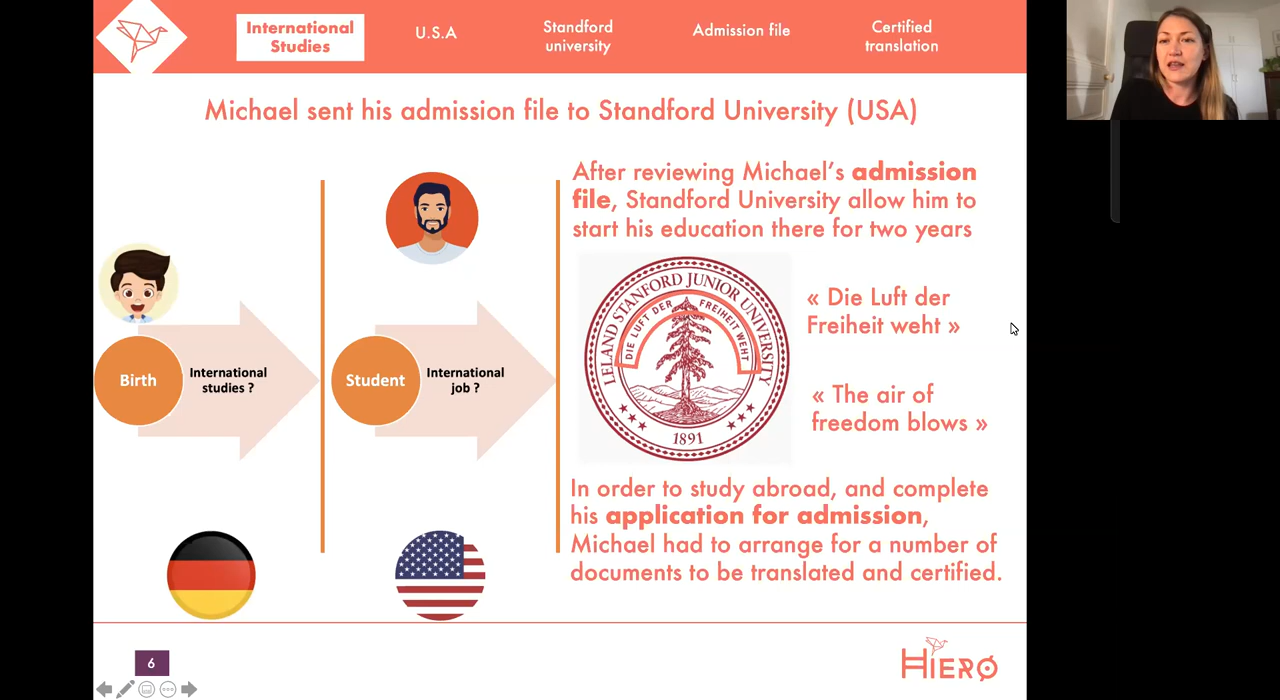 International
Studies
U.S.A
Standford
university
Admission file
Certified
translation
Michael sent his admission file to Standford University (USA)
After reviewing Michael's admission
file, Standford University allow him to
start his education there for two years
Birth
International
studies ?
Student
International
job ?
LELAND STANFORD JUNIOR UNIVERSITY
DIE LUFT DER FREIHEIT WEHT
1891
« Die Luft der
Freiheit weht »
« The air of
freedom blows »
In order to study abroad, and complete
his application for admission,
Michael had to arrange for a number of
documents to be translated and certified.
6
HIERØ